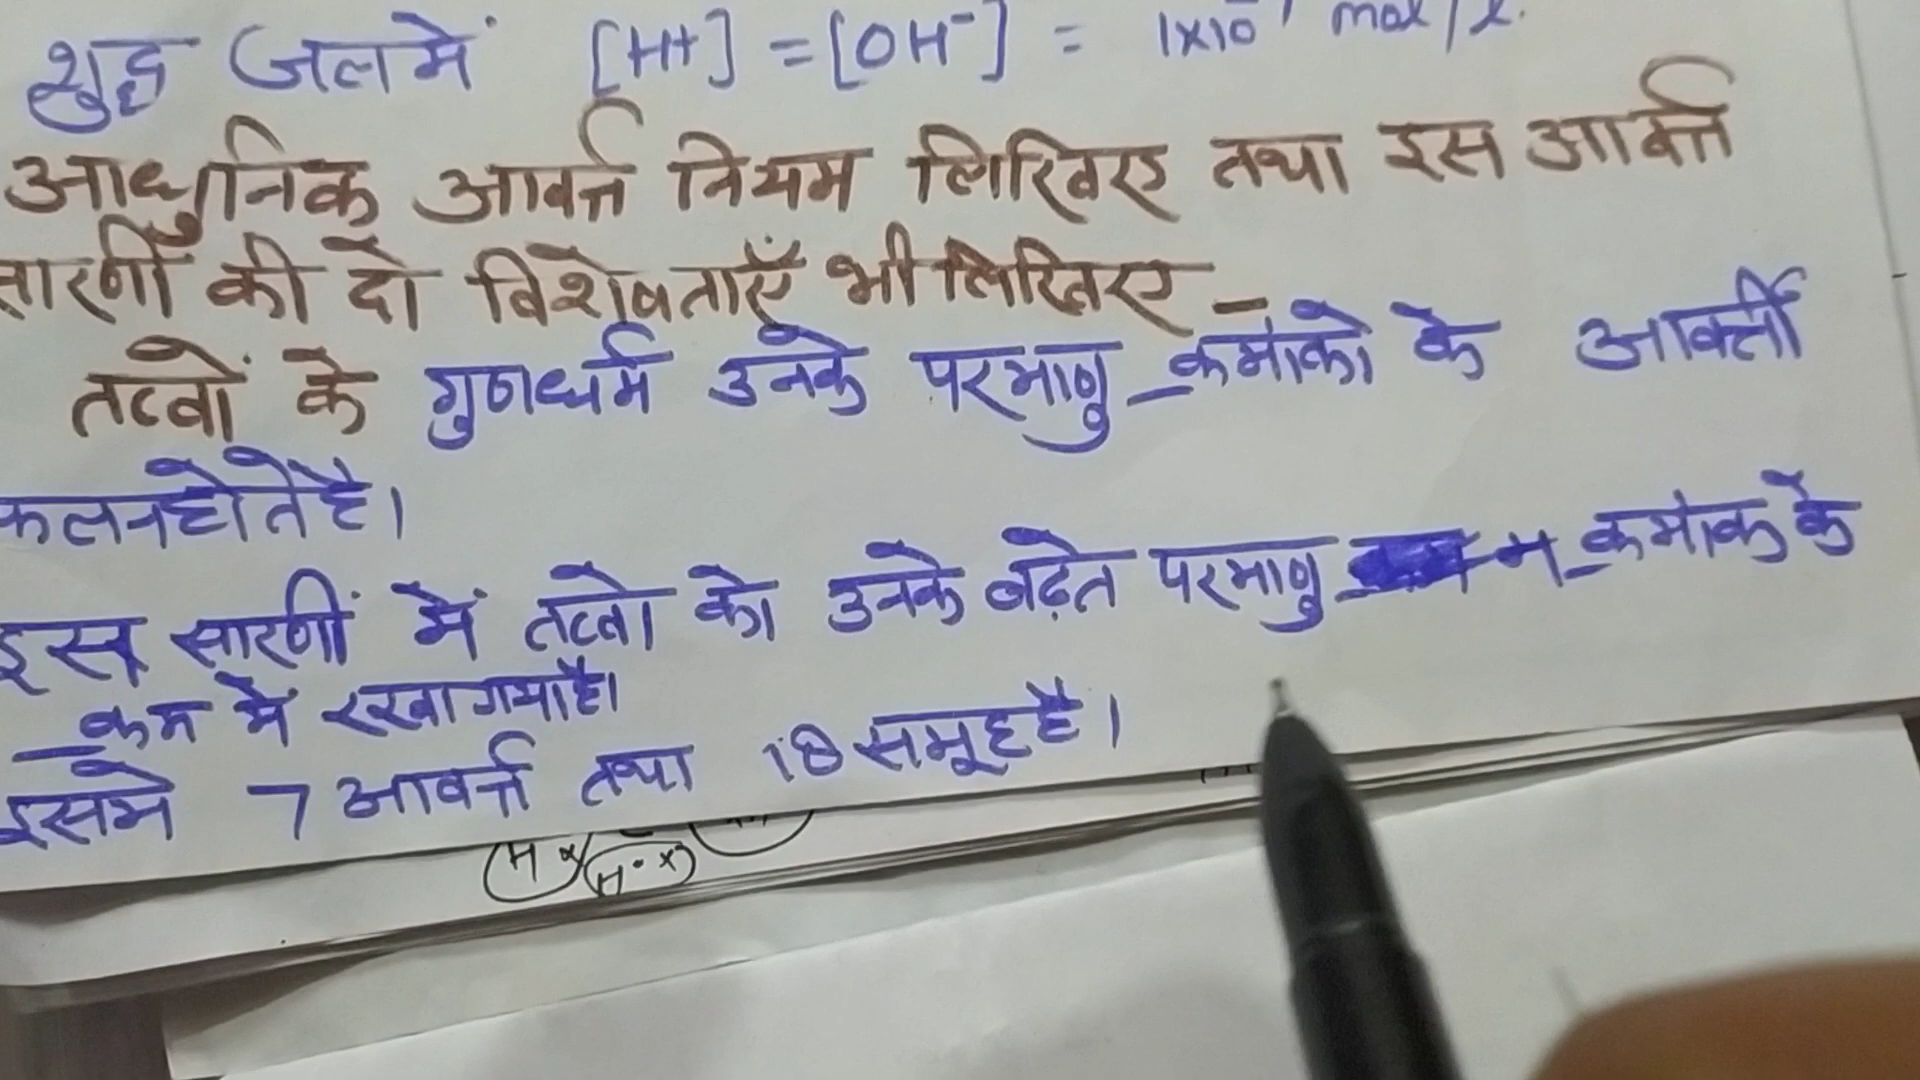 शुद्ध जल में [H+] = [OH⁻] = 1×10 mol/l.
आधुनिक आवर्त्त नियम लिखिए तथा इस आवर्त्त
सारणी की दो विशेषताएँ भी लिखिए –
तत्वों के गुणधर्म उनके परमाणु क्रमांको के आवर्ती
फलन होते है।
इस सारणीं में तत्वो को उनके बढ़ते परमाणु क्रमांक के
क्रम में रखा गया है।
इसमे 7 आवर्त्त तथा 18 समूह है।
H x H • x